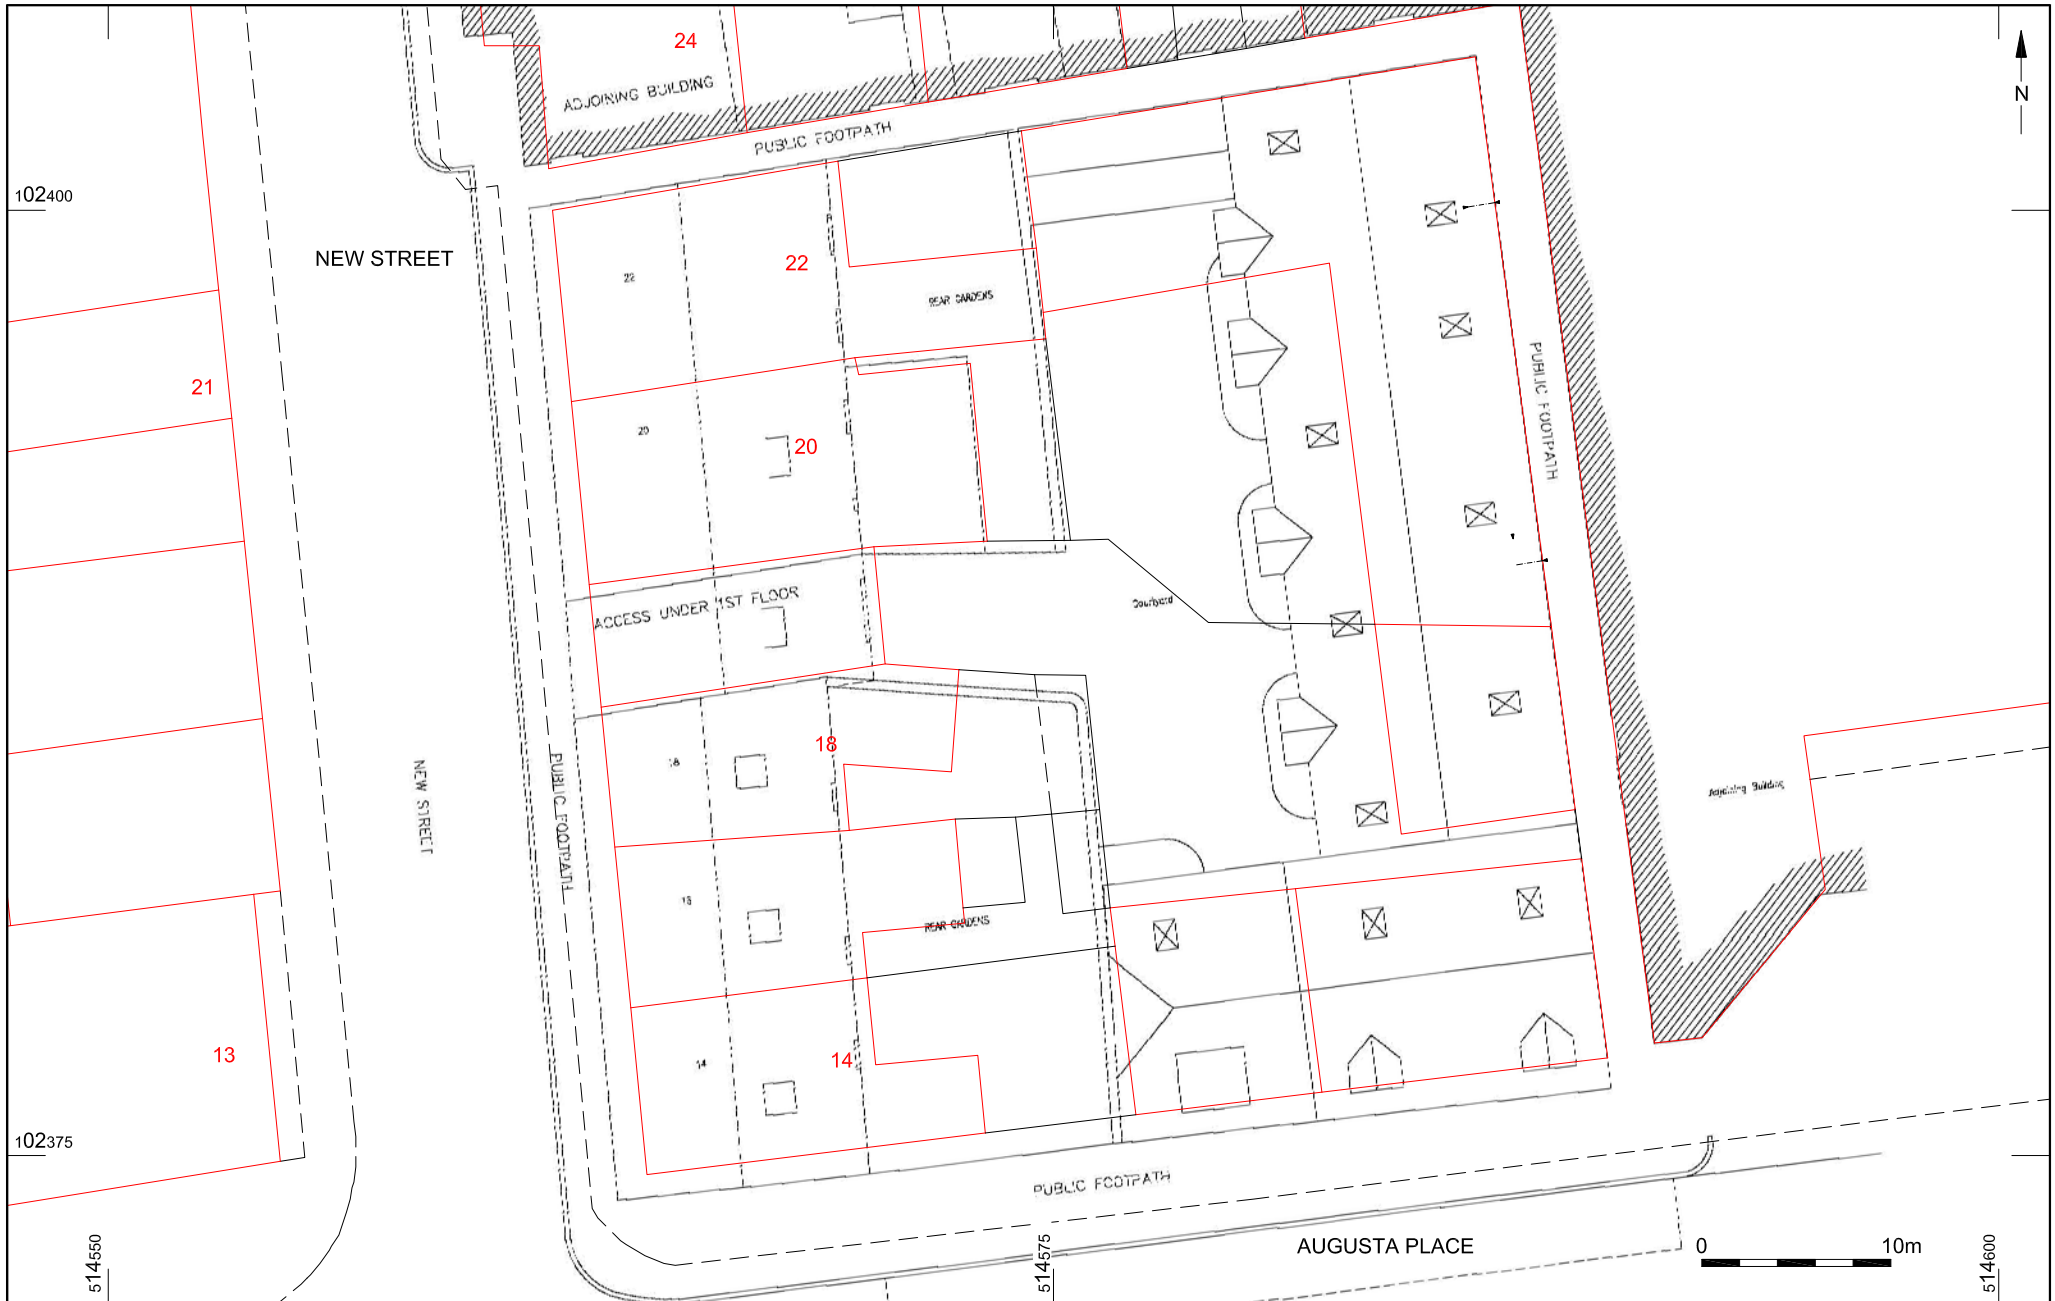 24
ADJOINING BUILDING
N
PUBLIC FOOTPATH
102400
NEW STREET
22
22
REAR GARDENS
21
PUBLIC FOOTPATH
20
20
ACCESS UNDER 1ST FLOOR
Courtyard
18
18
NEW STREET
PUBLIC FOOTPATH
Adjoining Building
REAR GARDENS
13
14
14
102375
PUBLIC FOOTPATH
AUGUSTA PLACE
0 10m
514550
514575
514600